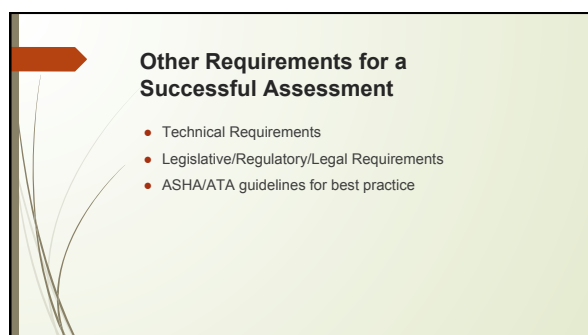 Other Requirements for a
Successful Assessment
● Technical Requirements
● Legislative/Regulatory/Legal Requirements
● ASHA/ATA guidelines for best practice